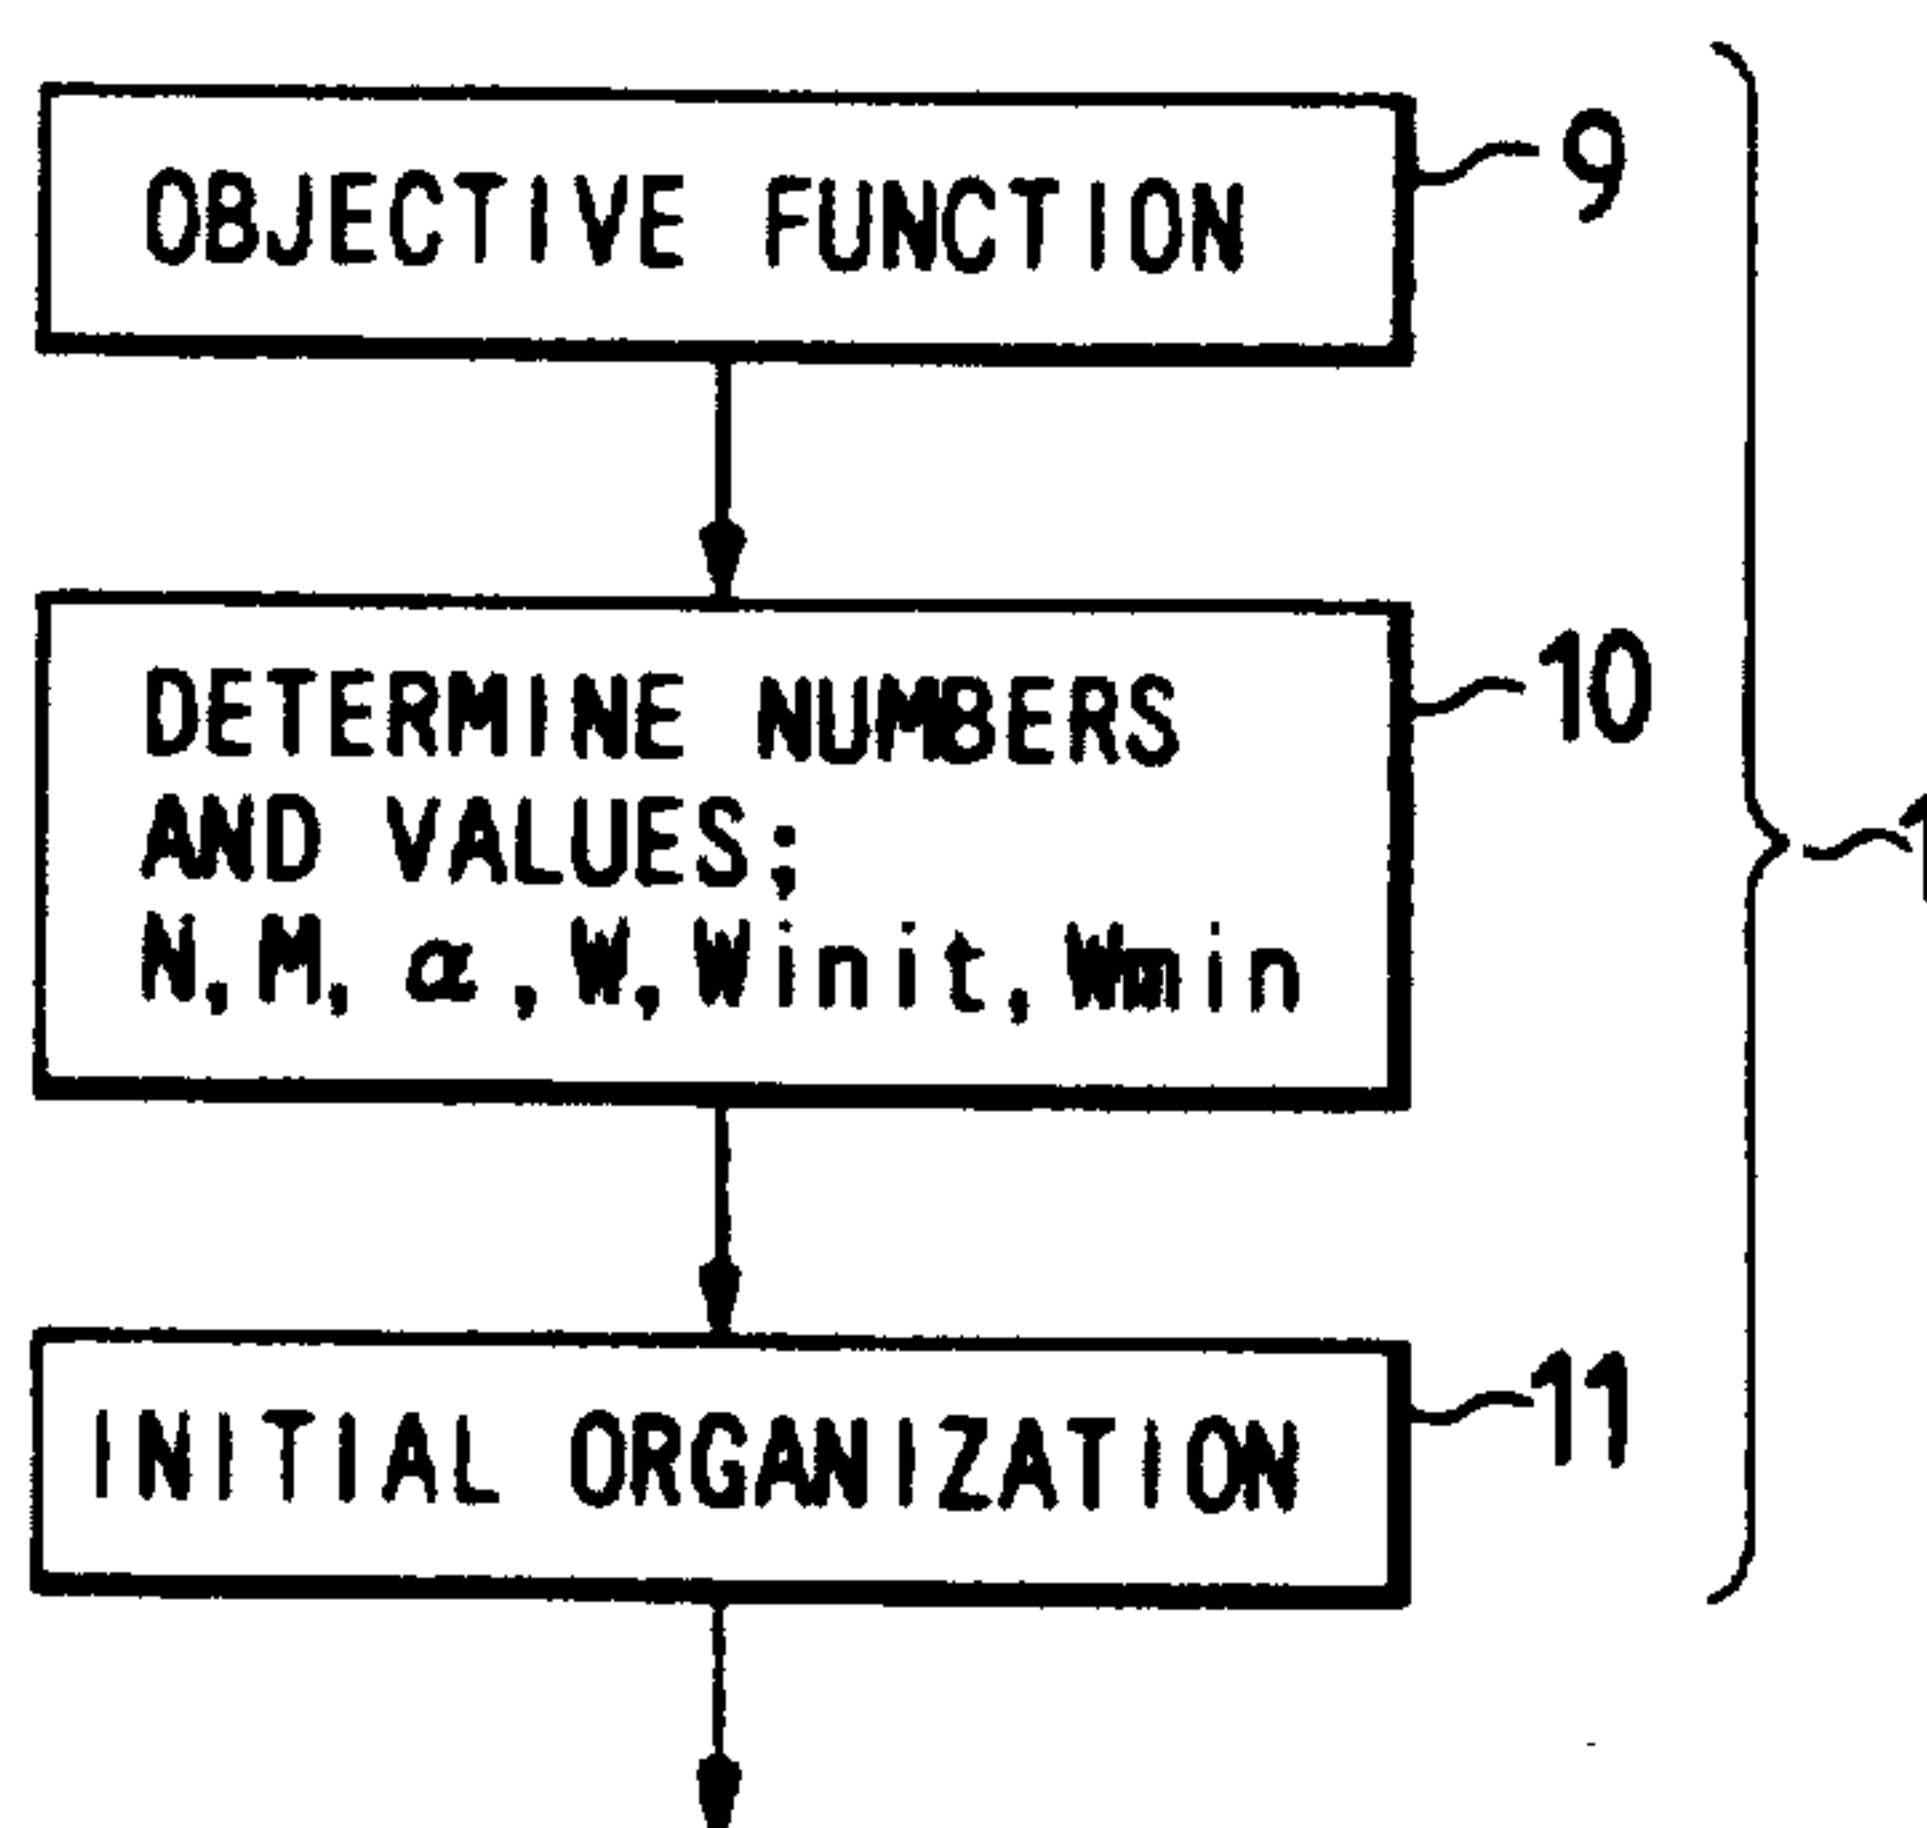 OBJECTIVE FUNCTION
9
DETERMINE NUMBERS
AND VALUES;
N, M, α, W, Winit, Wmin
10
INITIAL ORGANIZATION
11